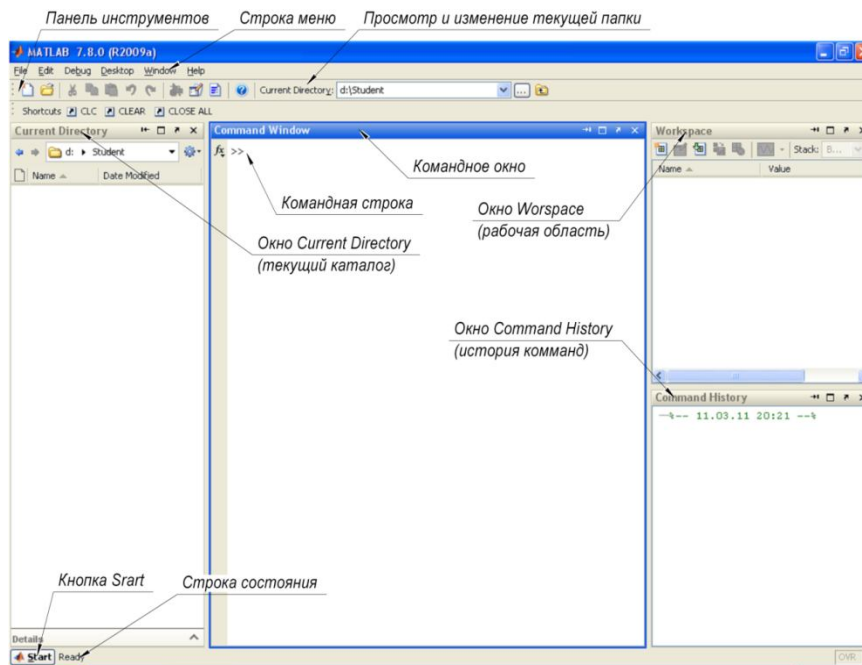 Панель инструментов
Строка меню
Просмотр и изменение текущей папки
MATLAB 7.8.0 (R2009a)
File Edit Debug Desktop Window Help
Current Directory: d:\Student
Shortcuts CLC CLEAR CLOSE ALL
Current Directory
d: Student
Name Date Modified
Command Window
fx >>
Командное окно
Командная строка
Окно Current Directory
(текущий каталог)
Workspace
Stack: B...
Name Value
Окно Worspace
(рабочая область)
Окно Command History
(история комманд)
Command History
%-- 11.03.11 20:21 --%
Кнопка Srart
Строка состояния
Details
Start Ready
OVR